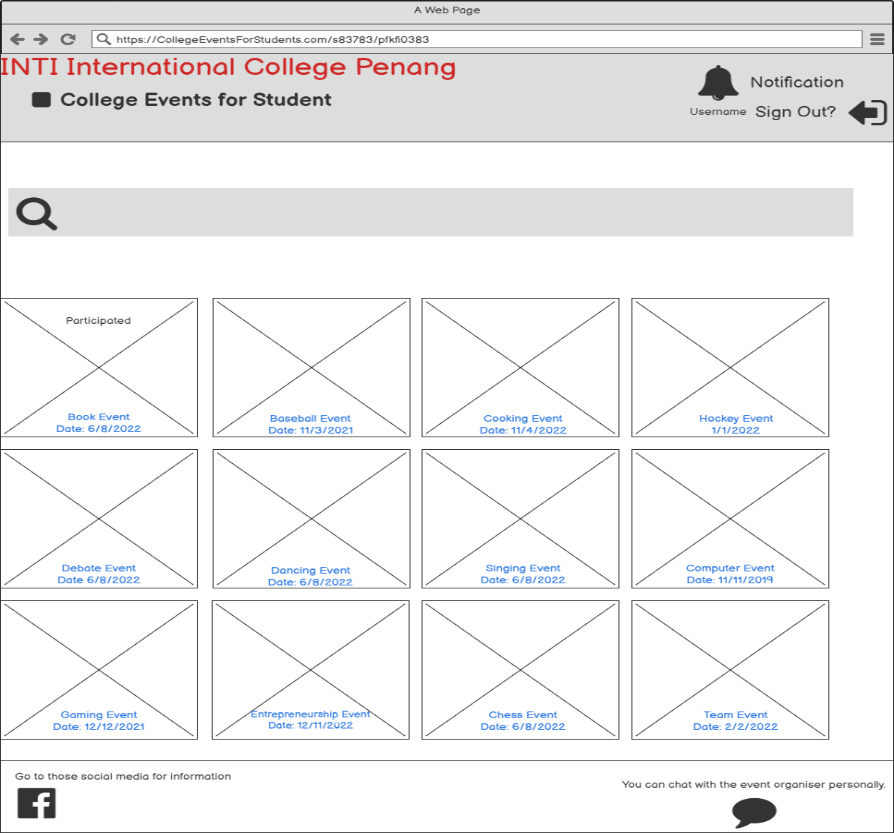 A Web Page
https://CollegeEventsForStudents.com/s83783/pfkfi0383
INTI International College Penang
College Events for Student
Notification
Username Sign Out?
Participated
Book Event
Date: 6/8/2022
Baseball Event
Date: 11/3/2021
Cooking Event
Date: 11/4/2022
Hockey Event
1/1/2022
Debate Event
Date 6/8/2022
Dancing Event
Date: 6/8/2022
Singing Event
Date: 6/8/2022
Computer Event
Date: 11/11/2019
Gaming Event
Date: 12/12/2021
Entrepreneurship Event
Date: 12/11/2022
Chess Event
Date: 6/8/2022
Team Event
Date: 2/2/2022
Go to those social media for information
You can chat with the event organiser personally.